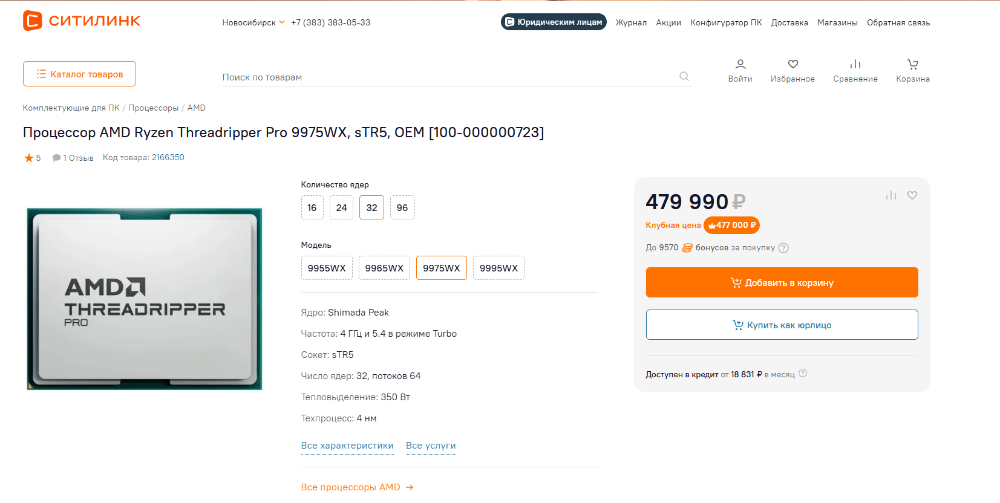 СИТИЛИНК
Новосибирск +7 (383) 383-05-33
Юридическим лицам Журнал Акции Конфигуратор ПК Доставка Магазины Обратная связь
Каталог товаров
Поиск по товарам
Войти Избранное Сравнение Корзина
Комплектующие для ПК / Процессоры / AMD
Процессор AMD Ryzen Threadripper Pro 9975WX, sTR5, OEM [100-000000723]
5 1 Отзыв Код товара: 2166350
AMD
THREADRIPPER
PRO
Количество ядер
16 24 32 96
Модель
9955WX 9965WX 9975WX 9995WX
Ядро: Shimada Peak
Частота: 4 ГГц и 5.4 в режиме Turbo
Сокет: sTR5
Число ядер: 32, потоков 64
Тепловыделение: 350 Вт
Техпроцесс: 4 нм
Все характеристики Все услуги
Все процессоры AMD →
479 990 ₽
Клубная цена 477 000 ₽
До 9570 бонусов за покупку ?
Добавить в корзину
Купить как юрлицо
Доступен в кредит от 18 831 ₽ в месяц ?